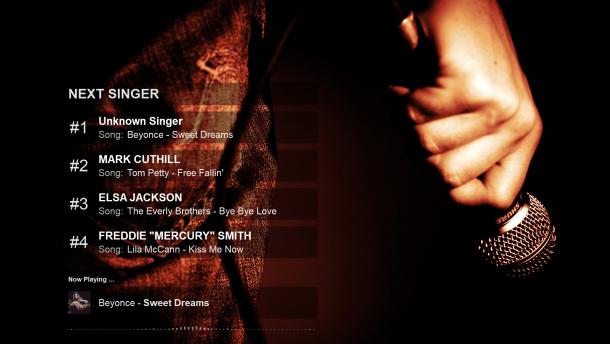 NEXT SINGER
#1 Unknown Singer
Song: Beyonce - Sweet Dreams
#2 MARK CUTHILL
Song: Tom Petty - Free Fallin'
#3 ELSA JACKSON
Song: The Everly Brothers - Bye Bye Love
#4 FREDDIE "MERCURY" SMITH
Song: Lila McCann - Kiss Me Now
Now Playing ...
Beyonce - Sweet Dreams
SHURE